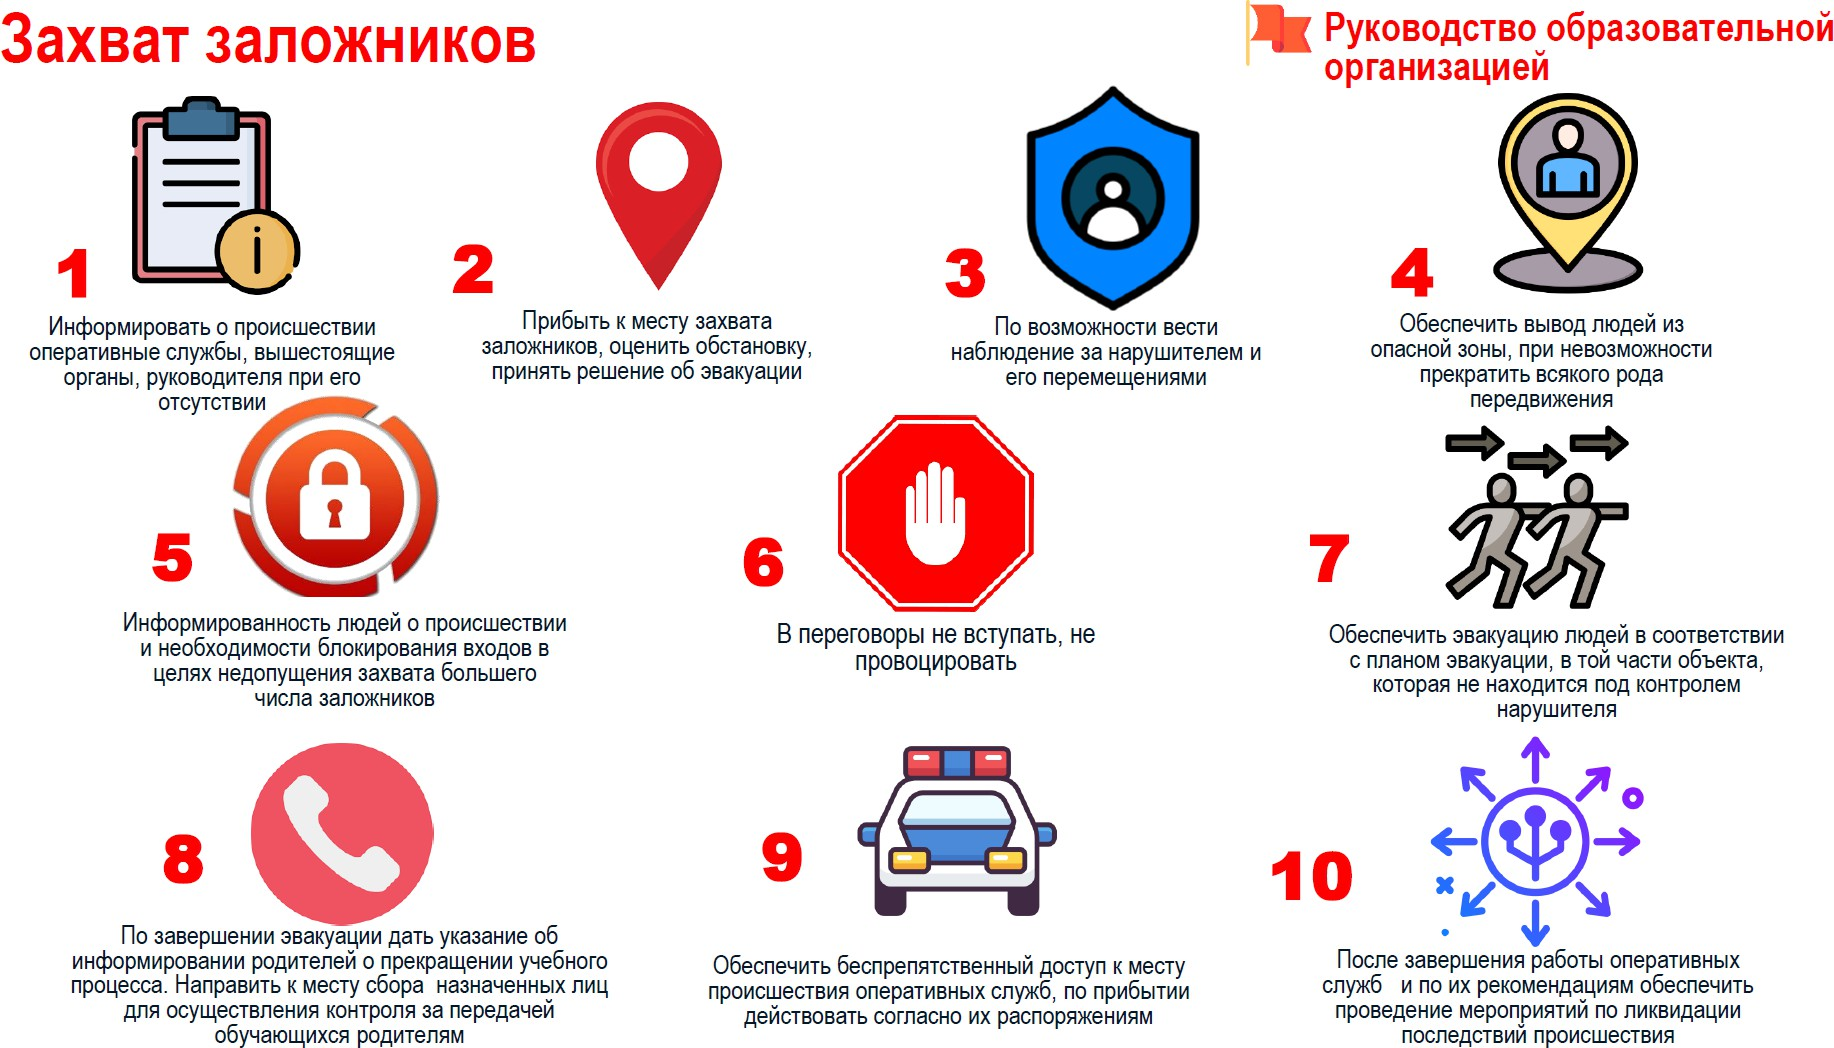 Захват заложников
Руководство образовательной
организацией
1
Информировать о происшествии
оперативные службы, вышестоящие
органы, руководителя при его
отсутствии
2
Прибыть к месту захвата
заложников, оценить обстановку,
принять решение об эвакуации
3
По возможности вести
наблюдение за нарушителем и
его перемещениями
4
Обеспечить вывод людей из
опасной зоны, при невозможности
прекратить всякого рода
передвижения
5
Информированность людей о происшествии
и необходимости блокирования входов в
целях недопущения захвата большего
числа заложников
6
В переговоры не вступать, не
провоцировать
7
Обеспечить эвакуацию людей в соответствии
с планом эвакуации, в той части объекта,
которая не находится под контролем
нарушителя
8
По завершении эвакуации дать указание об
информировании родителей о прекращении учебного
процесса. Направить к месту сбора назначенных лиц
для осуществления контроля за передачей
обучающихся родителям
9
Обеспечить беспрепятственный доступ к месту
происшествия оперативных служб, по прибытии
действовать согласно их распоряжениям
10
После завершения работы оперативных
служб и по их рекомендациям обеспечить
проведение мероприятий по ликвидации
последствий происшествия